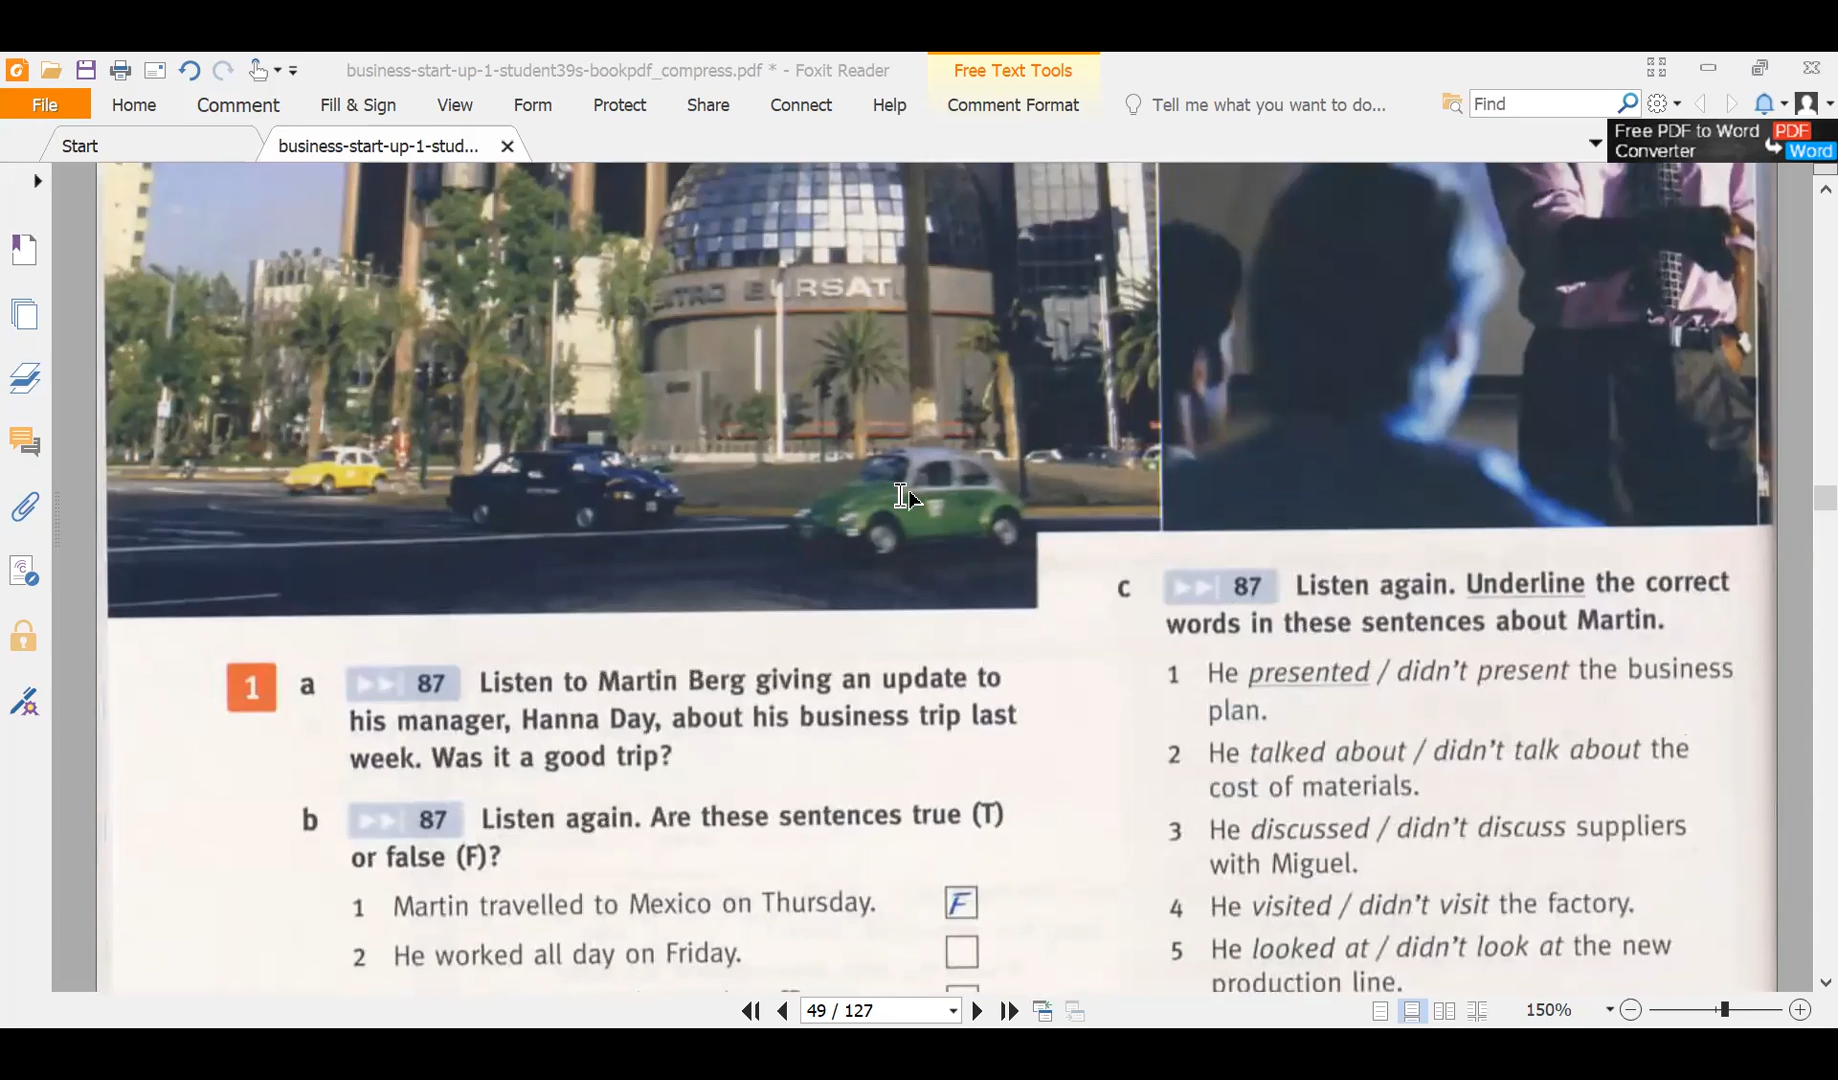 business-start-up-1-student39s-bookpdf_compress.pdf * - Foxit Reader
Free Text Tools
File
Home
Comment
Fill & Sign
View
Form
Protect
Share
Connect
Help
Comment Format
Tell me what you want to do...
Find
Start
business-start-up-1-stud...
Free PDF to Word
Converter
PDF
Word
BURSAT
c 87 Listen again. Underline the correct
words in these sentences about Martin.
1 He presented / didn't present the business
plan.
2 He talked about / didn't talk about the
cost of materials.
3 He discussed / didn't discuss suppliers
with Miguel.
4 He visited / didn't visit the factory.
5 He looked at / didn't look at the new
production line.
1 a 87 Listen to Martin Berg giving an update to
his manager, Hanna Day, about his business trip last
week. Was it a good trip?
b 87 Listen again. Are these sentences true (T)
or false (F)?
1 Martin travelled to Mexico on Thursday. F
2 He worked all day on Friday.
49 / 127
150%